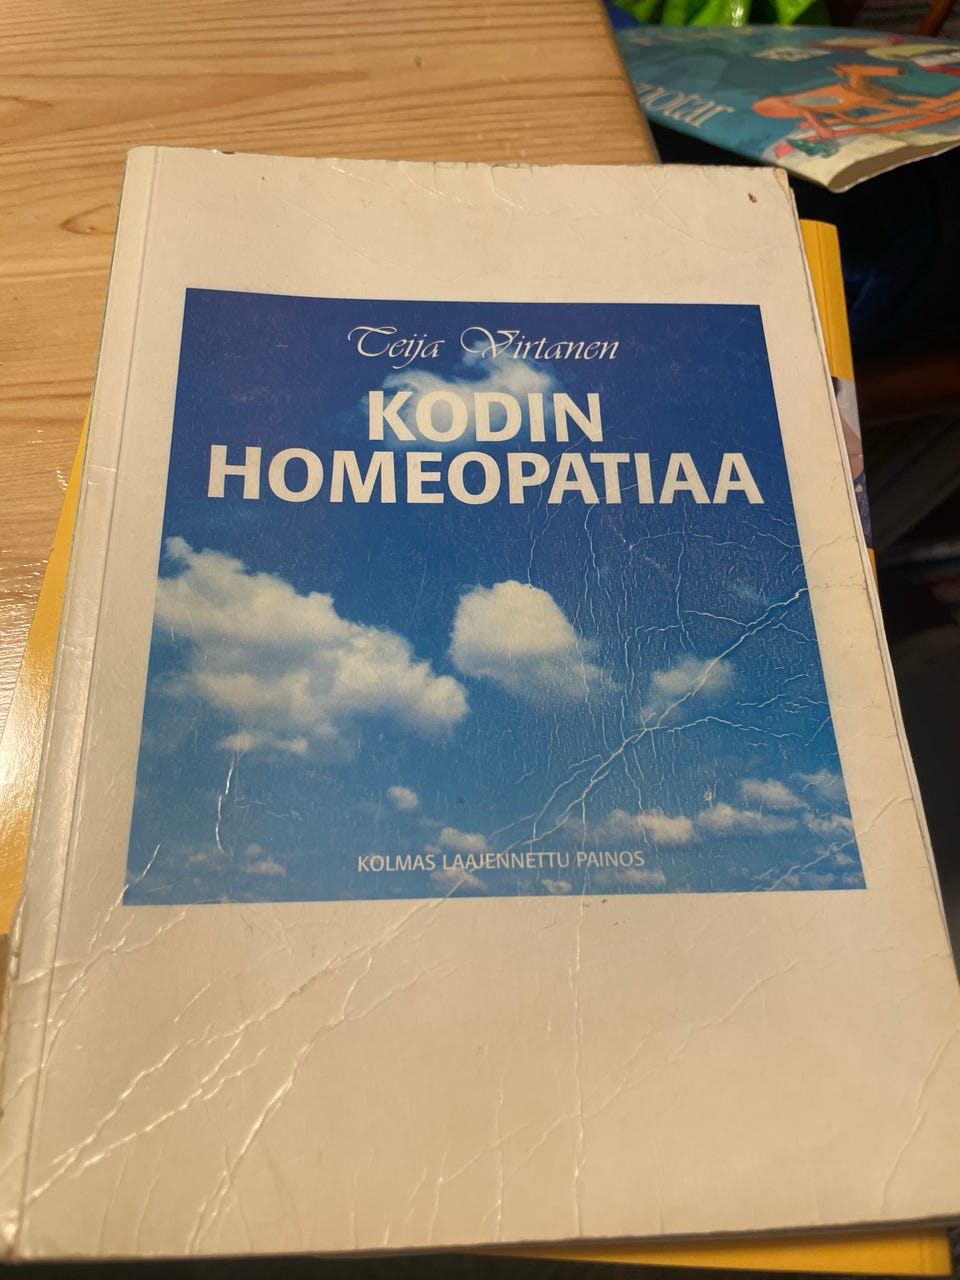 Teija Virtanen
KODIN
HOMEOPATIAA
KOLMAS LAAJENNETTU PAINOS